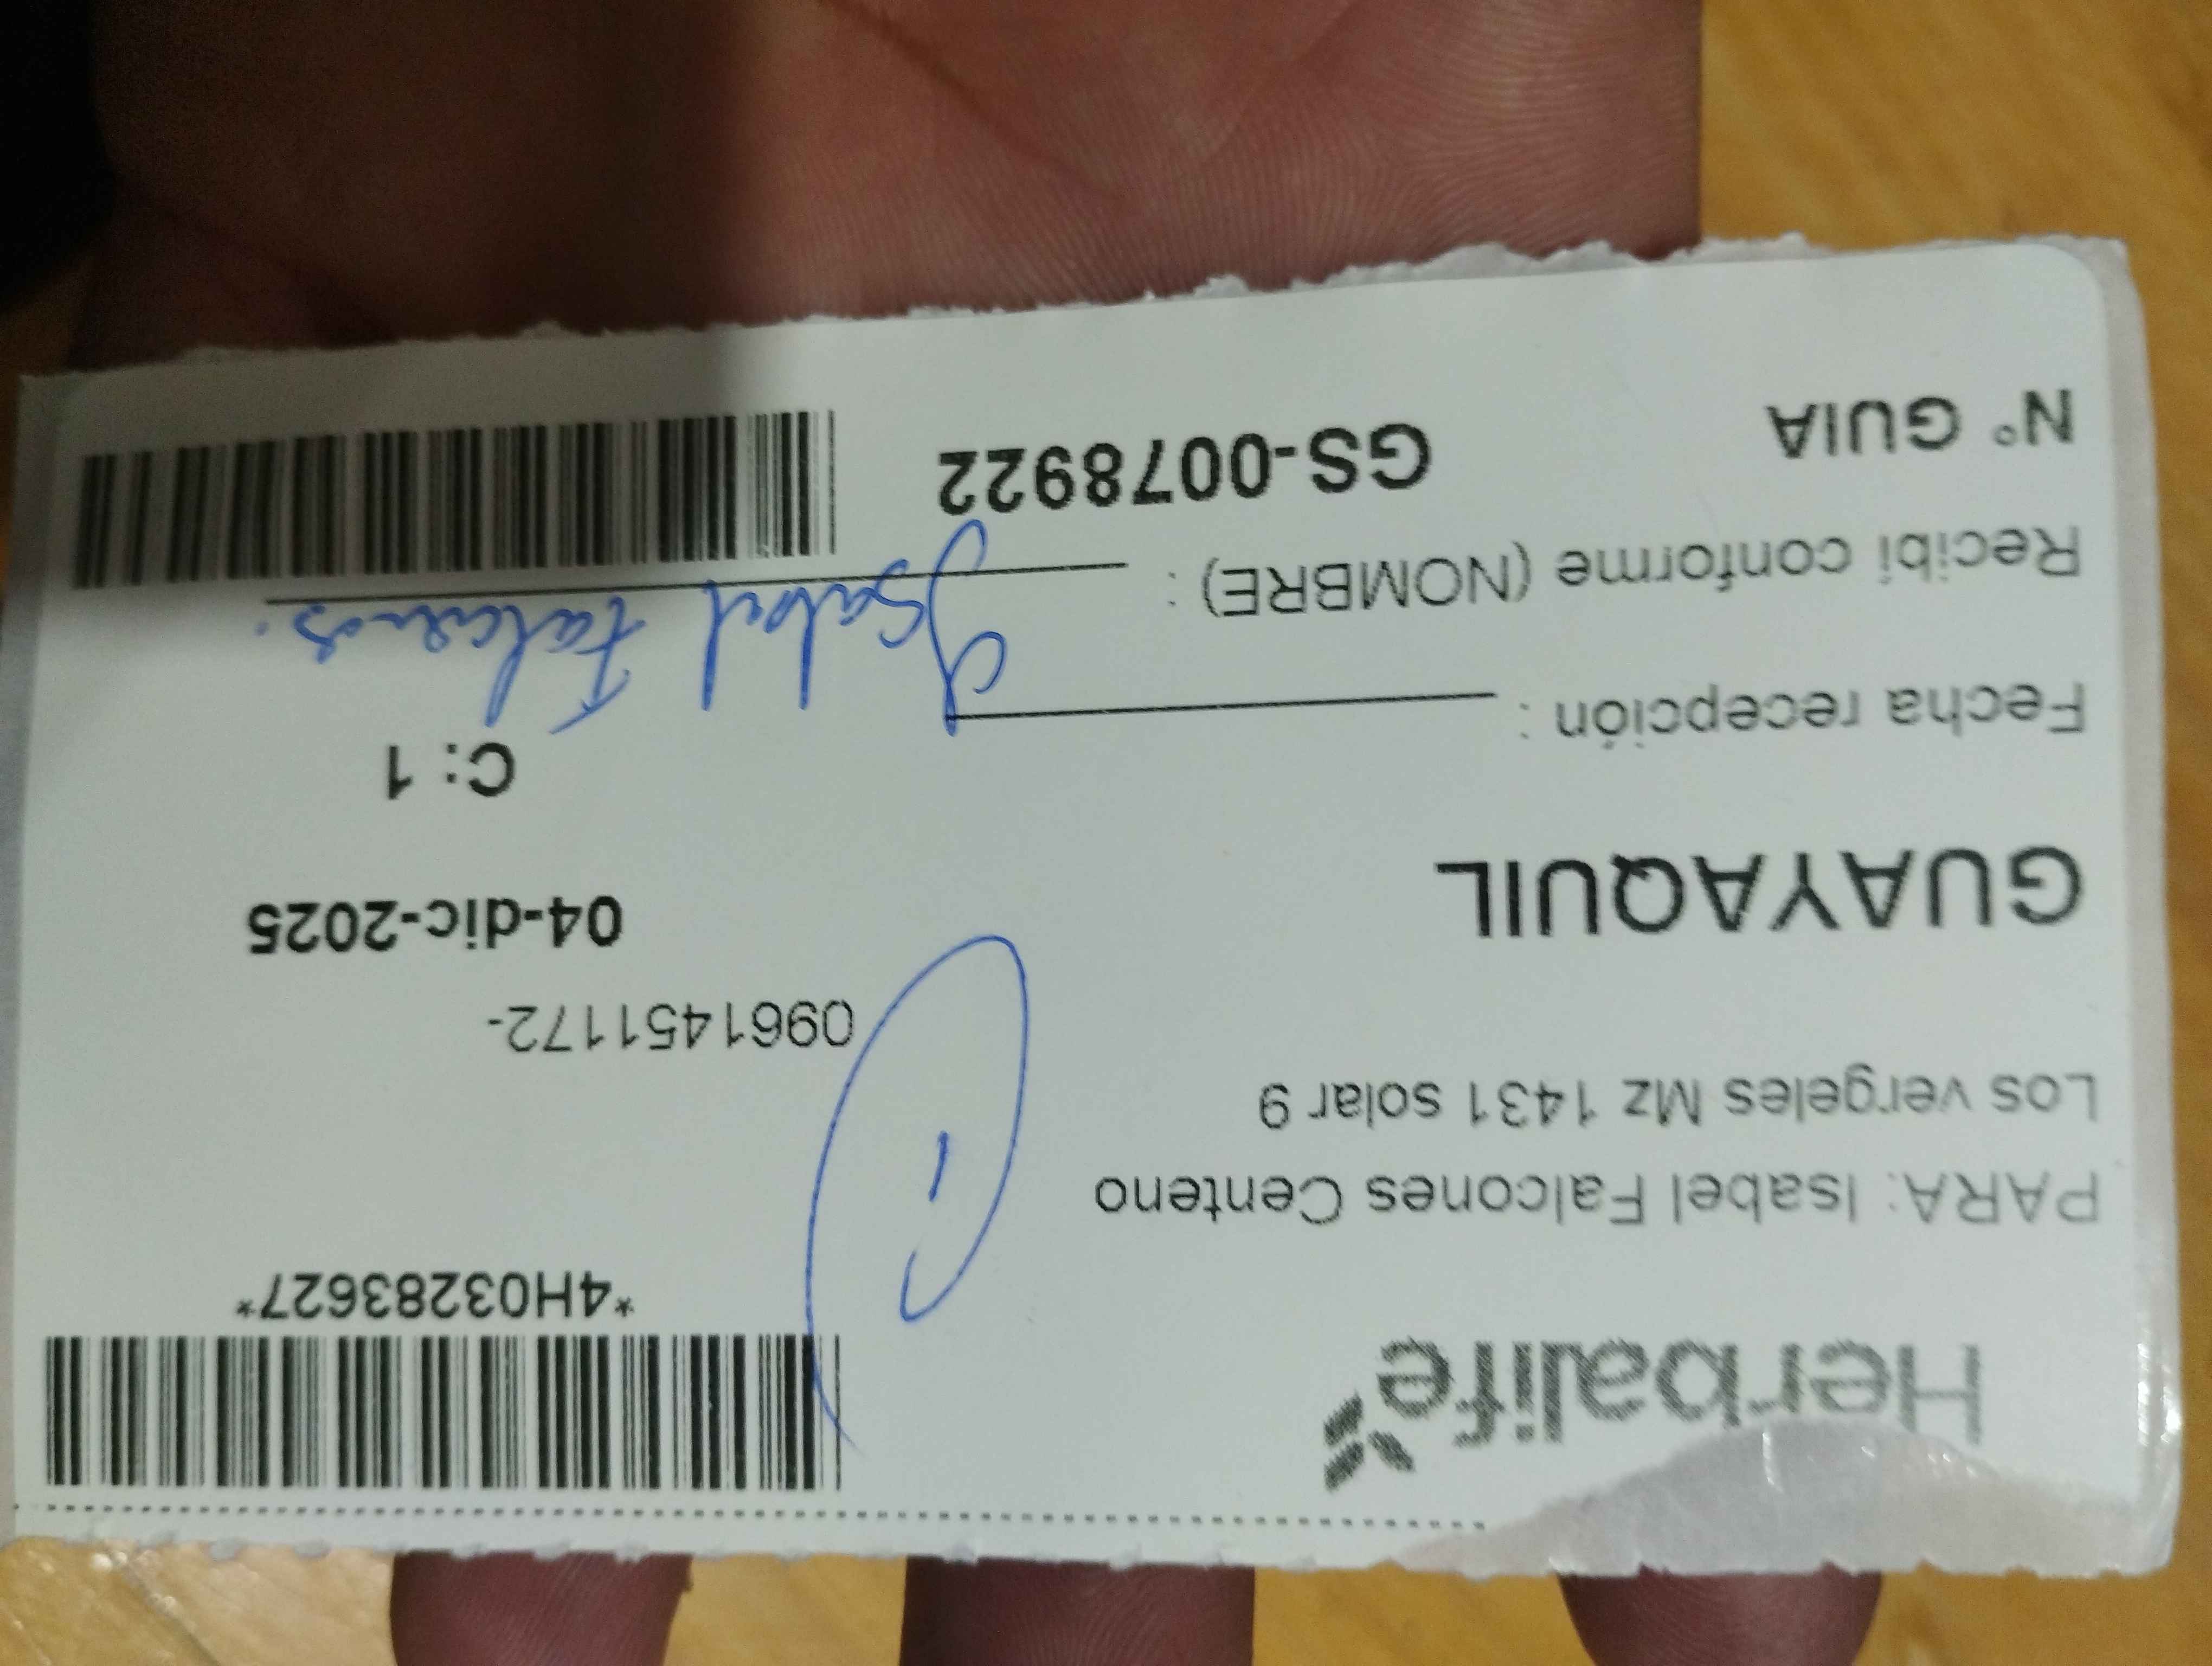 Herbalife
*4H03283627*
PARA: Isabel Falcones Centeno
Los vergeles Mz 1431 solar 9
0961451172-
GUAYAQUIL
04-dic-2025
C: 1
Fecha recepción :
Recibí conforme (NOMBRE) : Isabel Falcones.
N° GUIA
GS-0078922